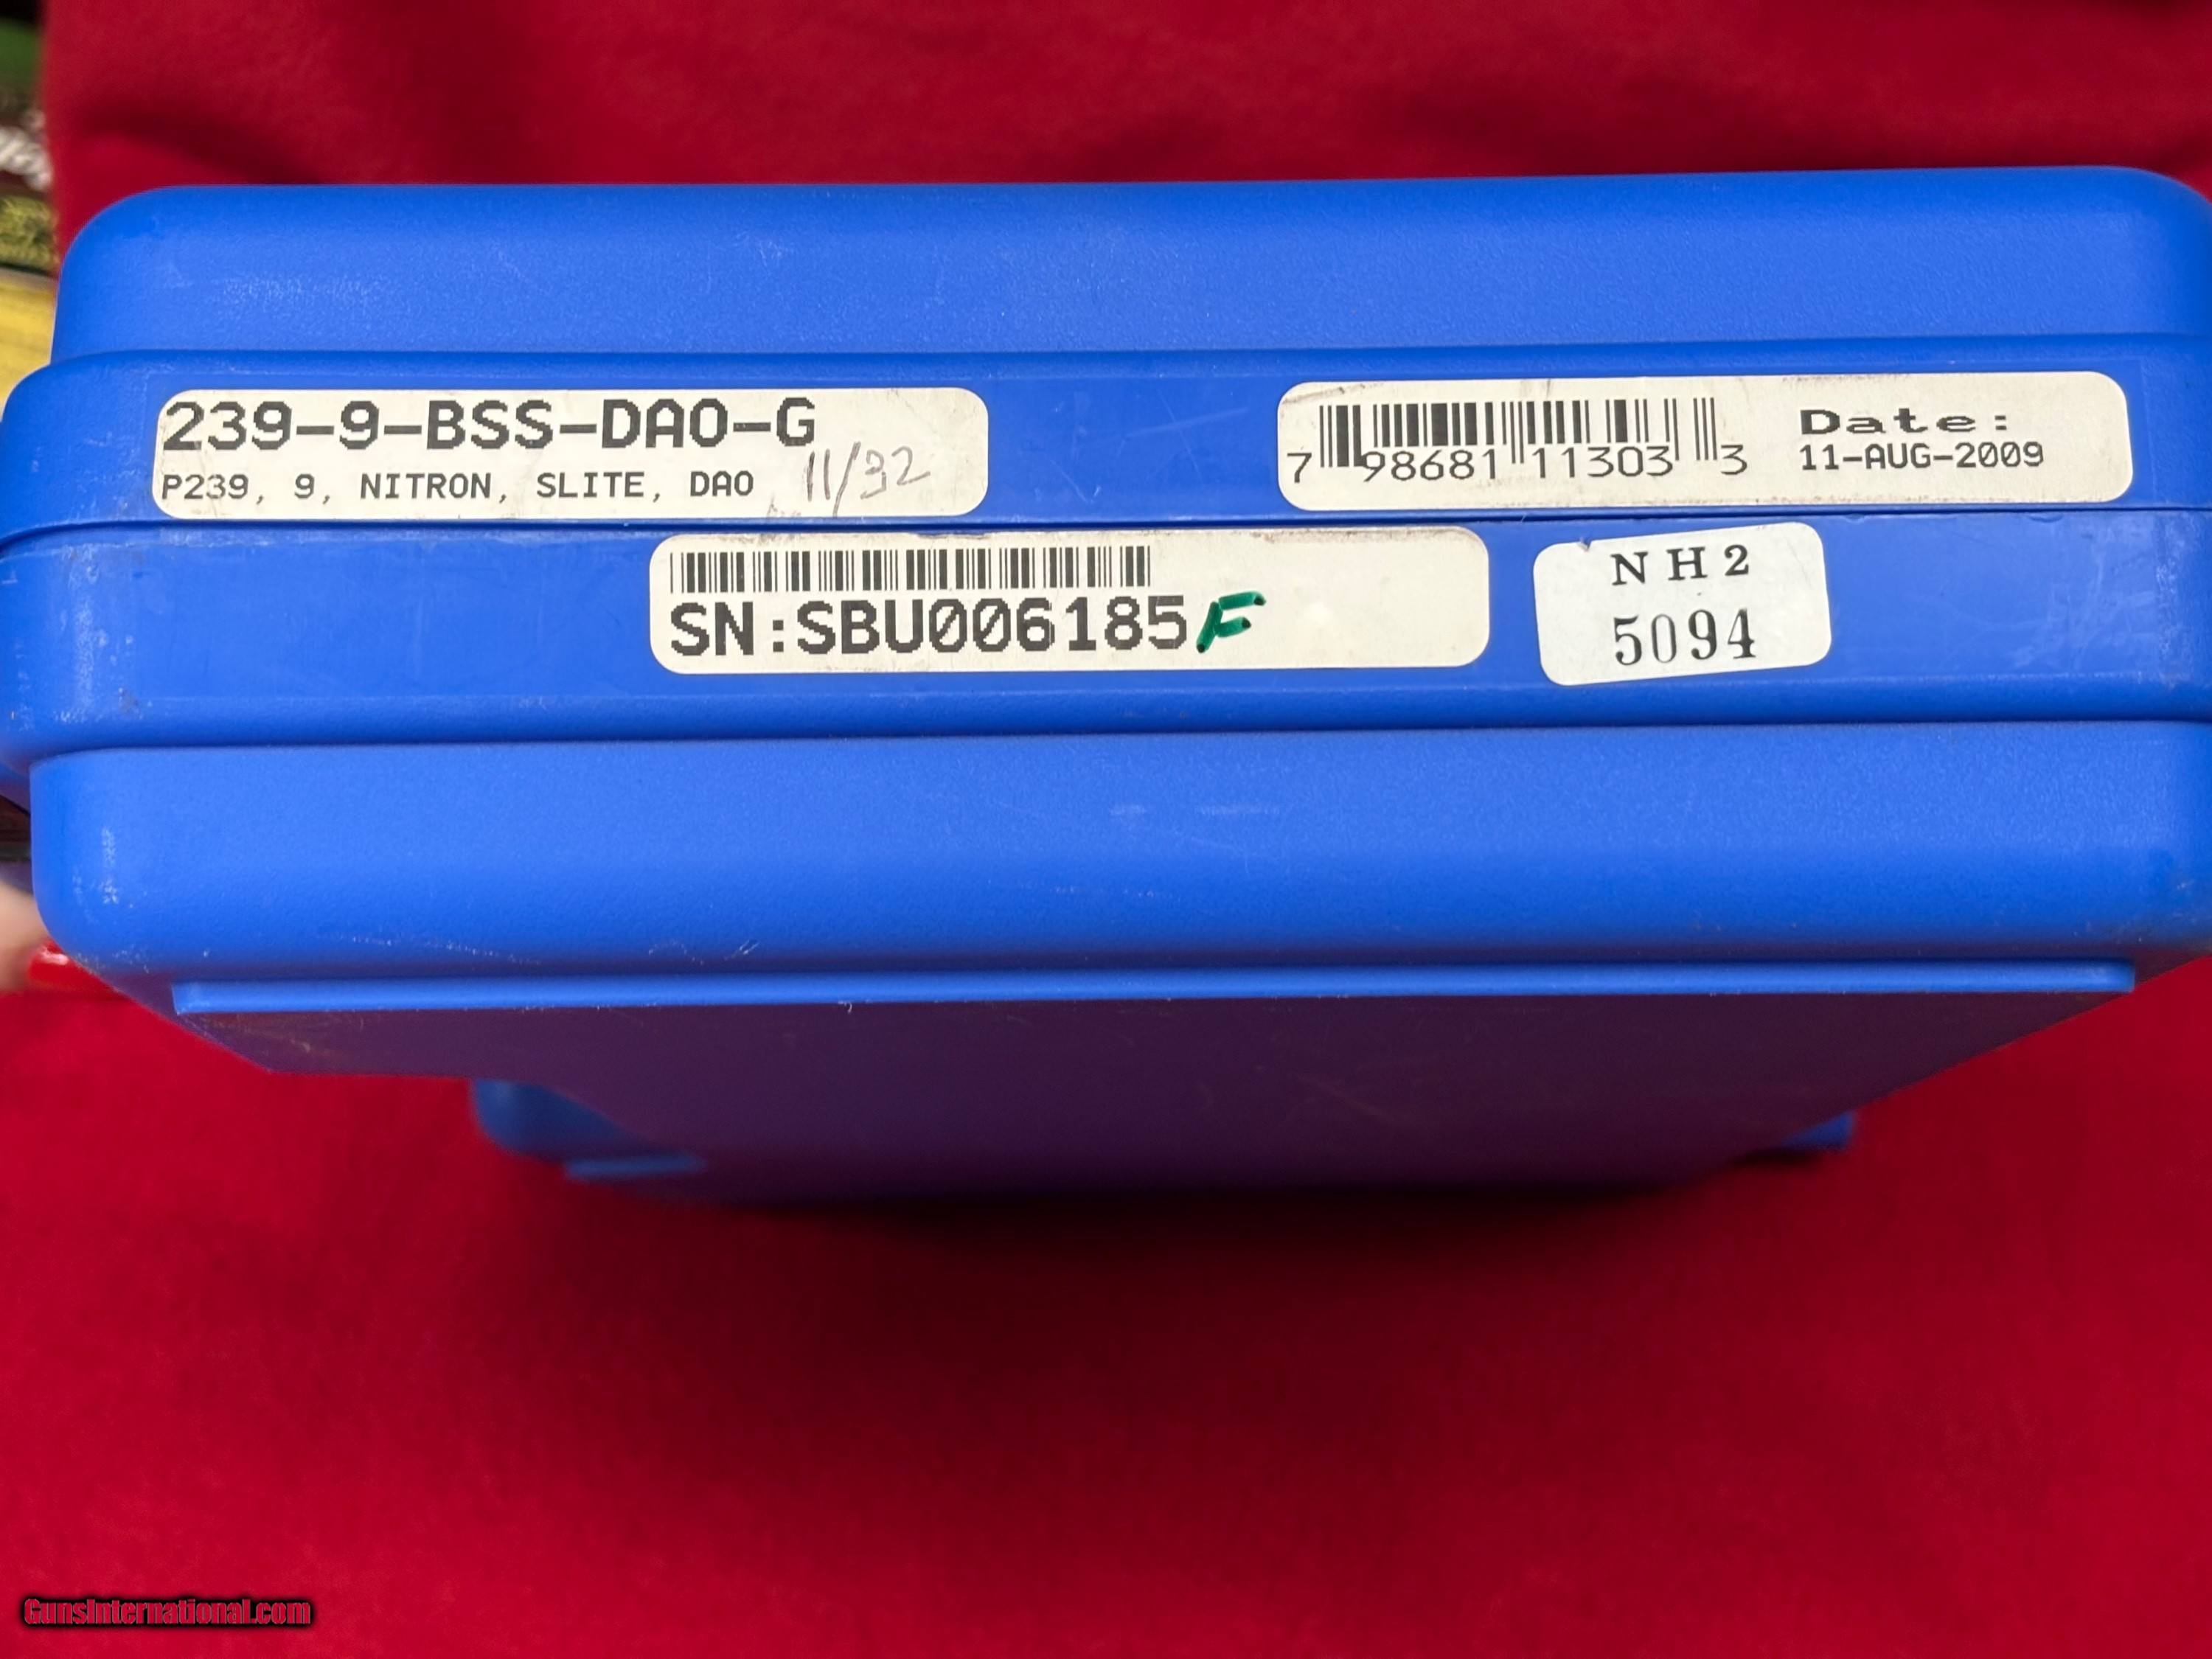 239-9-BSS-DAO-G
P239, 9, NITRON, SLITE, DAO 11/32
7 98681 11303 3
Date:
11-AUG-2009
SN:SBU006185F
NH2
5094
GunsInternational.com